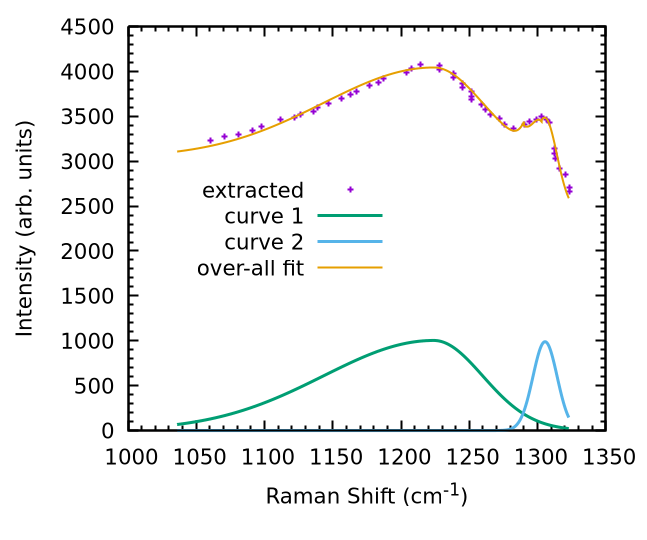 4500
4000
3500
3000
2500
2000
1500
1000
500
0
Intensity (arb. units)
extracted
curve 1
curve 2
over-all fit
1000 1050 1100 1150 1200 1250 1300 1350
Raman Shift (cm⁻¹)